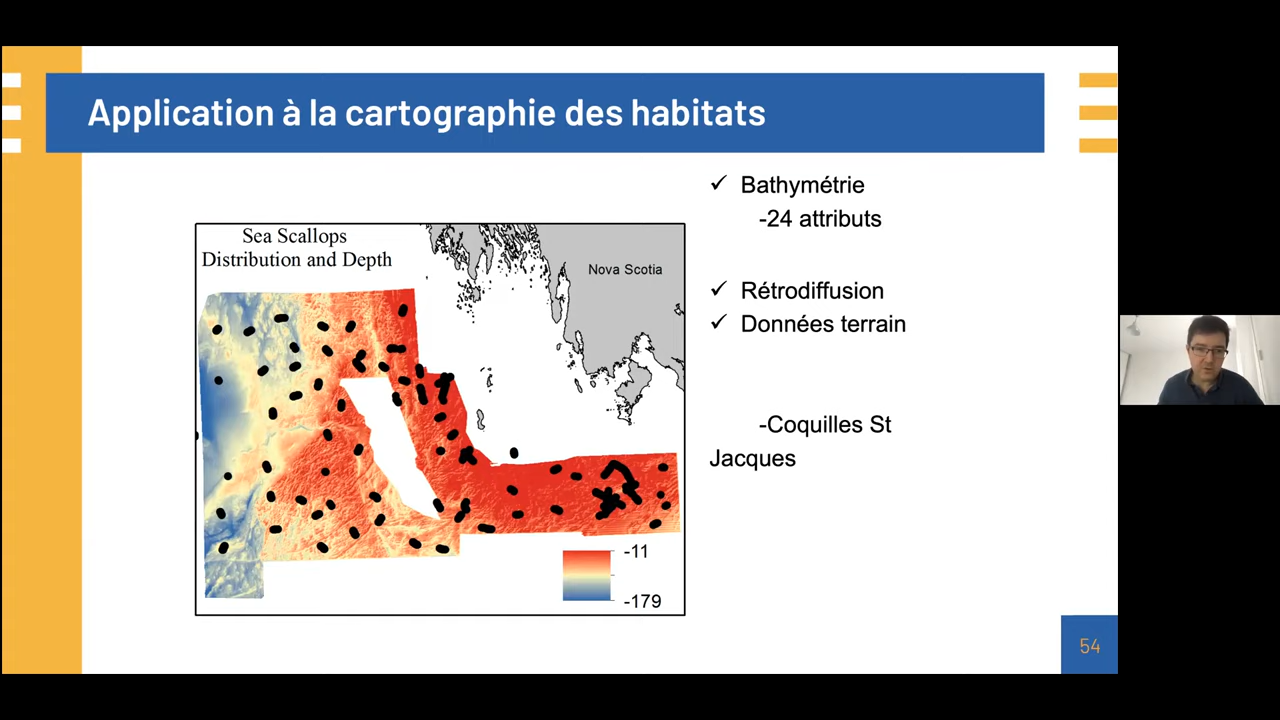 Application à la cartographie des habitats
Sea Scallops
Distribution and Depth
Nova Scotia
-11
-179
✓ Bathymétrie
-24 attributs
✓ Rétrodiffusion
✓ Données terrain
-Coquilles St
Jacques
54